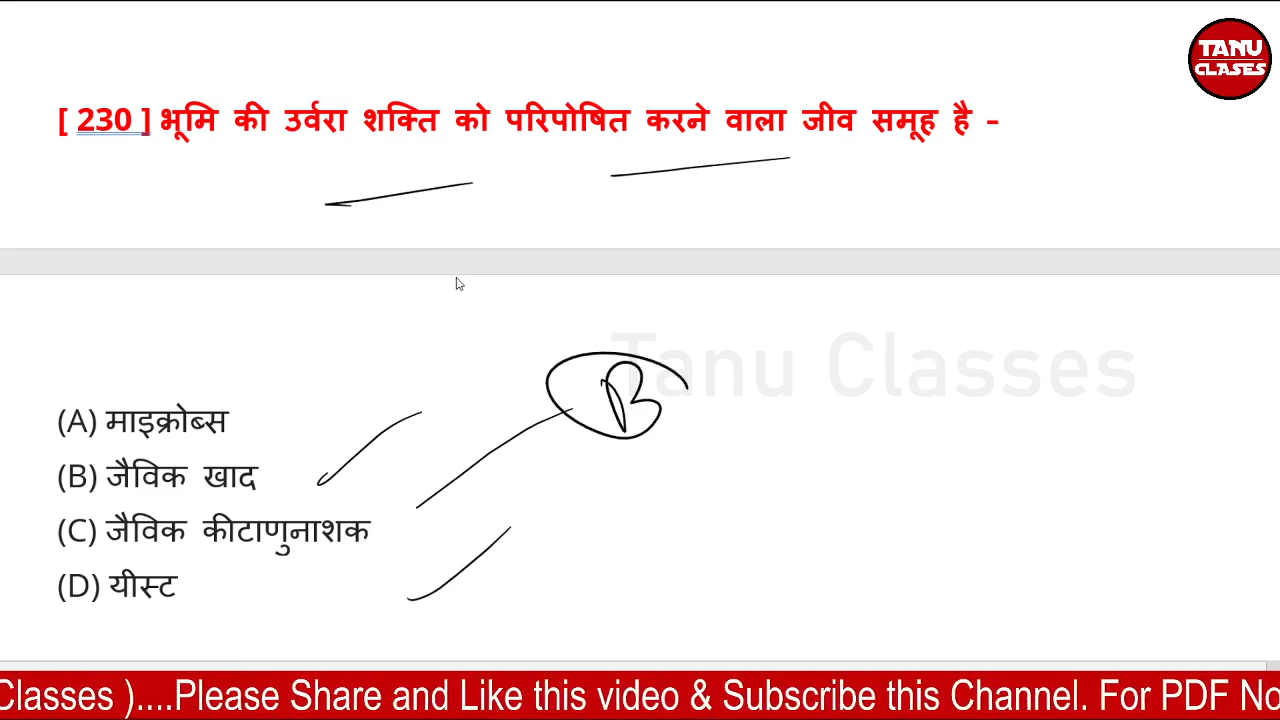 TANU
CLASES
[ 230 ] भूमि की उर्वरा शक्ति को परिपोषित करने वाला जीव समूह है –
Tanu Classes
B
(A) माइक्रोब्स
(B) जैविक खाद
(C) जैविक कीटाणुनाशक
(D) यीस्ट
Classes )....Please Share and Like this video & Subscribe this Channel. For PDF No